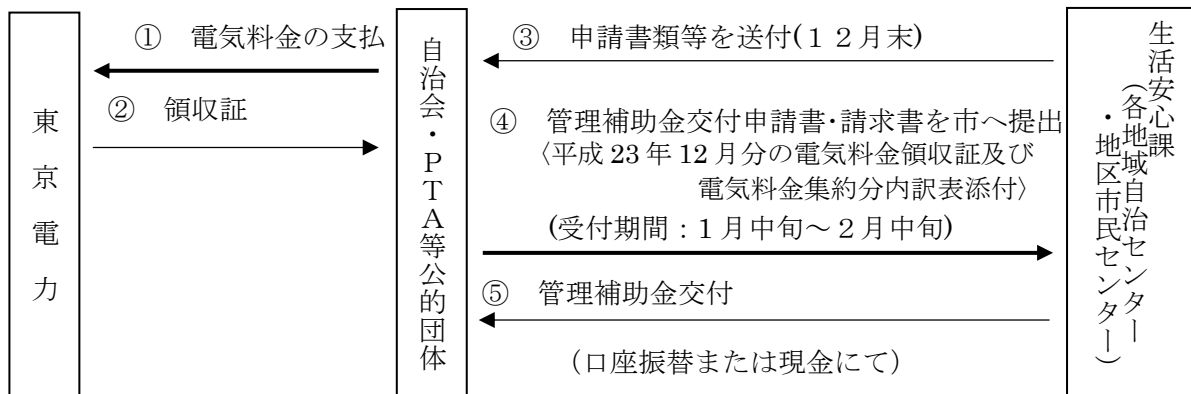 東京電力
① 電気料金の支払
② 領収証
自治会・PTA等公的団体
③ 申請書類等を送付(12月末)
④ 管理補助金交付申請書・請求書を市へ提出
〈平成23年12月分の電気料金領収証及び
電気料金集約分内訳表添付〉
(受付期間：1月中旬～2月中旬)
⑤ 管理補助金交付
（口座振替または現金にて）
生活安心課
（各地域自治センター
・地区市民センター）